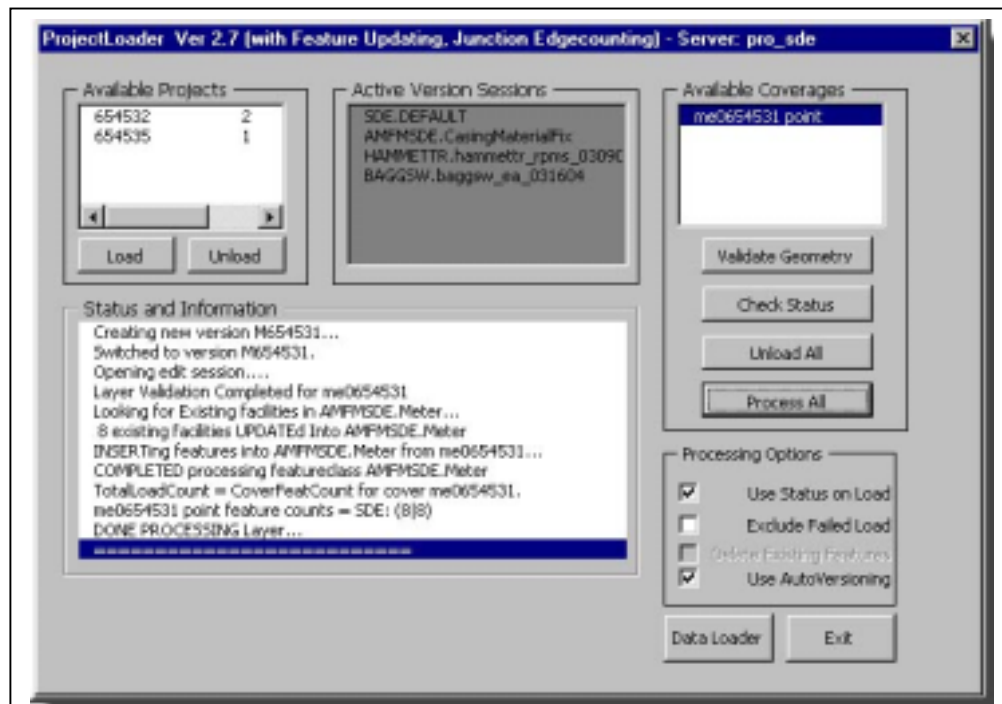 ProjectLoader Ver 2.7 (with Feature Updating, Junction Edgecounting) - Server: pro_sde
Available Projects
654532 2
654535 1
Load Unload
Active Version Sessions
SDE.DEFAULT
AMFMSDE.CasingMaterialFix
HAMMETTR.hammettr_rpms_0309C
BAGGSW.baggsw_ea_031604
Available Coverages
me0654531 point
Validate Geometry
Check Status
Unload All
Process All
Status and Information
Creating new version M654531...
Switched to version M654531.
Opening edit session....
Layer Validation Completed for me0654531
Looking for Existing facilities in AMFMSDE.Meter...
8 existing facilities UPDATEd Into AMFMSDE.Meter
INSERTing features into AMFMSDE.Meter from me0654531...
COMPLETED processing featureclass AMFMSDE.Meter
TotalLoadCount = CoverFeatCount for cover me0654531.
me0654531 point feature counts = SDE: (8|8)
DONE PROCESSING Layer...
===========================
Processing Options
Use Status on Load
Exclude Failed Load
Delete Existing Features
Use AutoVersioning
Data Loader Exit